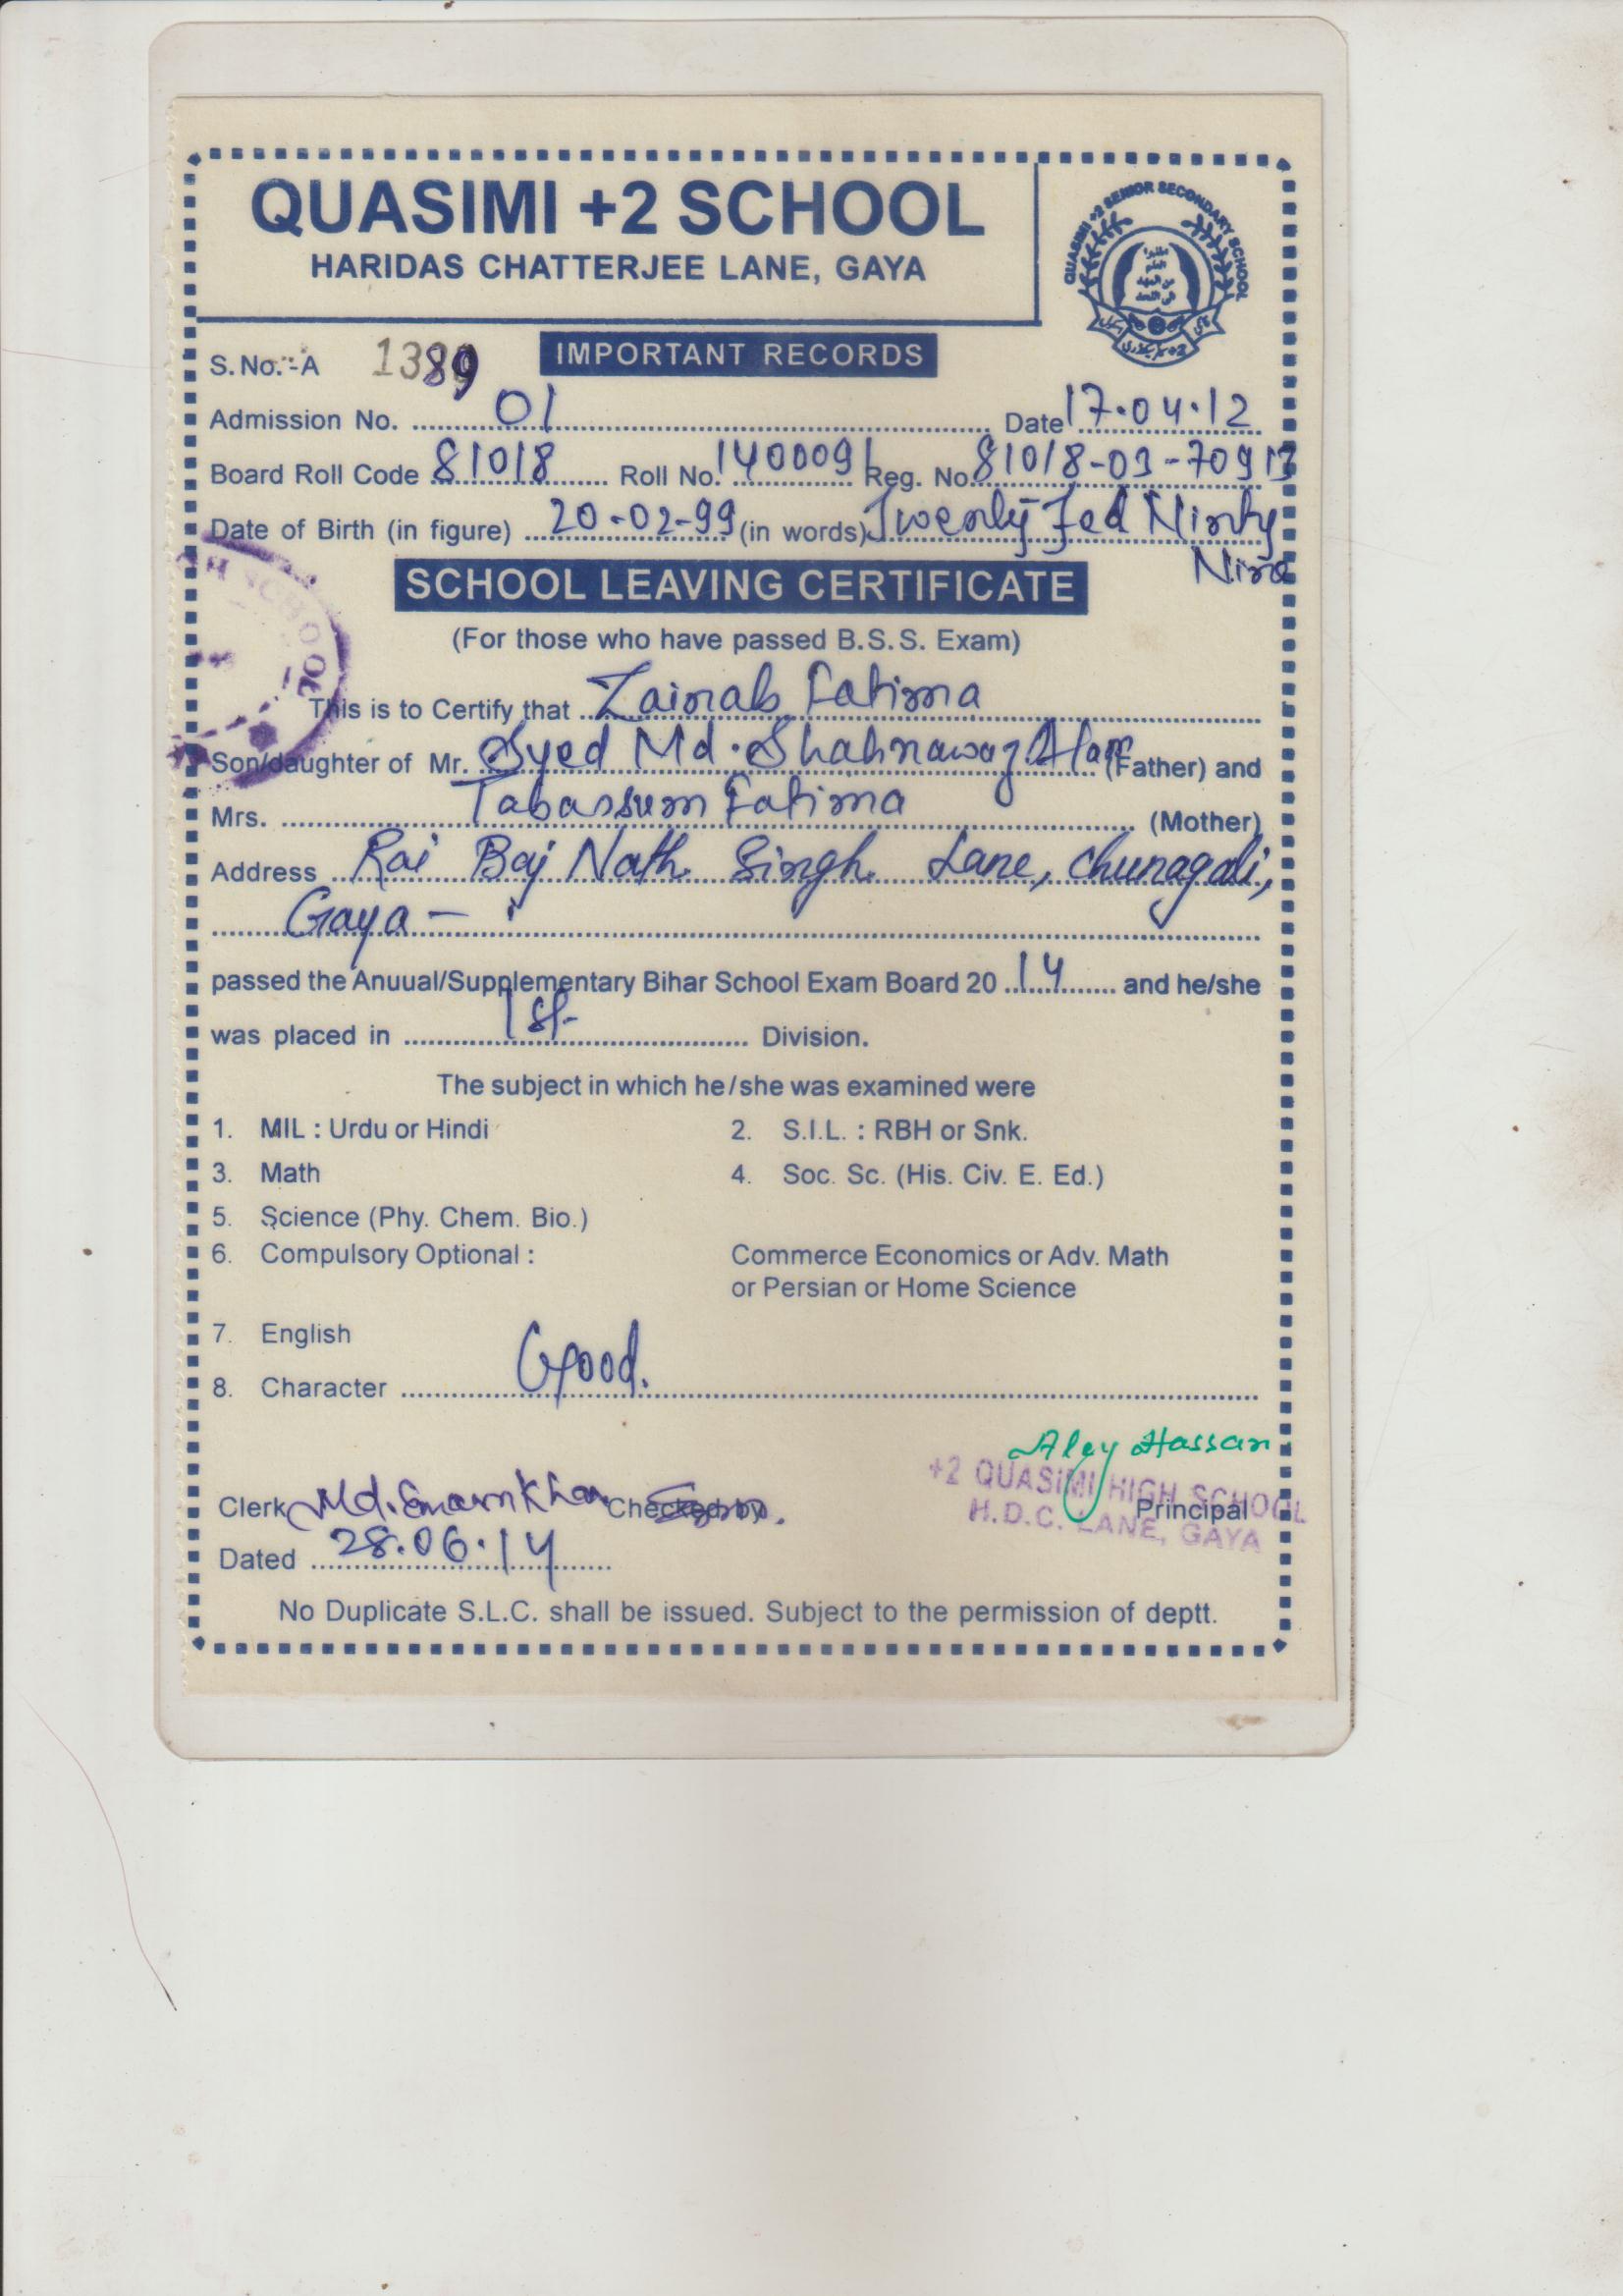 QUASIMI +2 SCHOOL
HARIDAS CHATTERJEE LANE, GAYA
QUASIMI +2 SENIOR SECONDARY SCHOOL
S. No.-A 1389
IMPORTANT RECORDS
Admission No. 01 Date 17.04.12
Board Roll Code 81018 Roll No. 1400091 Reg. No. 81018-03-70913
Date of Birth (in figure) 20-02-99 (in words) Twenty Feb Ninty
Nine
SCHOOL LEAVING CERTIFICATE
(For those who have passed B.S.S. Exam)
This is to Certify that Zainab Fatima
Son/daughter of Mr. Syed Md. Shahnawaz Alam (Father) and
Mrs. Tabassum Fatima (Mother)
Address Rai Baj Nath Singh Lane, Chunagali,
Gaya -
passed the Anuual/Supplementary Bihar School Exam Board 2014 and he/she
was placed in 1st Division.
The subject in which he/she was examined were
1. MIL : Urdu or Hindi 2. S.I.L. : RBH or Snk.
3. Math 4. Soc. Sc. (His. Civ. E. Ed.)
5. Science (Phy. Chem. Bio.)
6. Compulsory Optional : Commerce Economics or Adv. Math
or Persian or Home Science
7. English
8. Character Good.
Aley Hassan
+2 QUASIMI HIGH SCHOOL
Clerk Md. Khan Checked by Principal
H.D.C. LANE, GAYA
Dated 28.06.14
No Duplicate S.L.C. shall be issued. Subject to the permission of deptt.